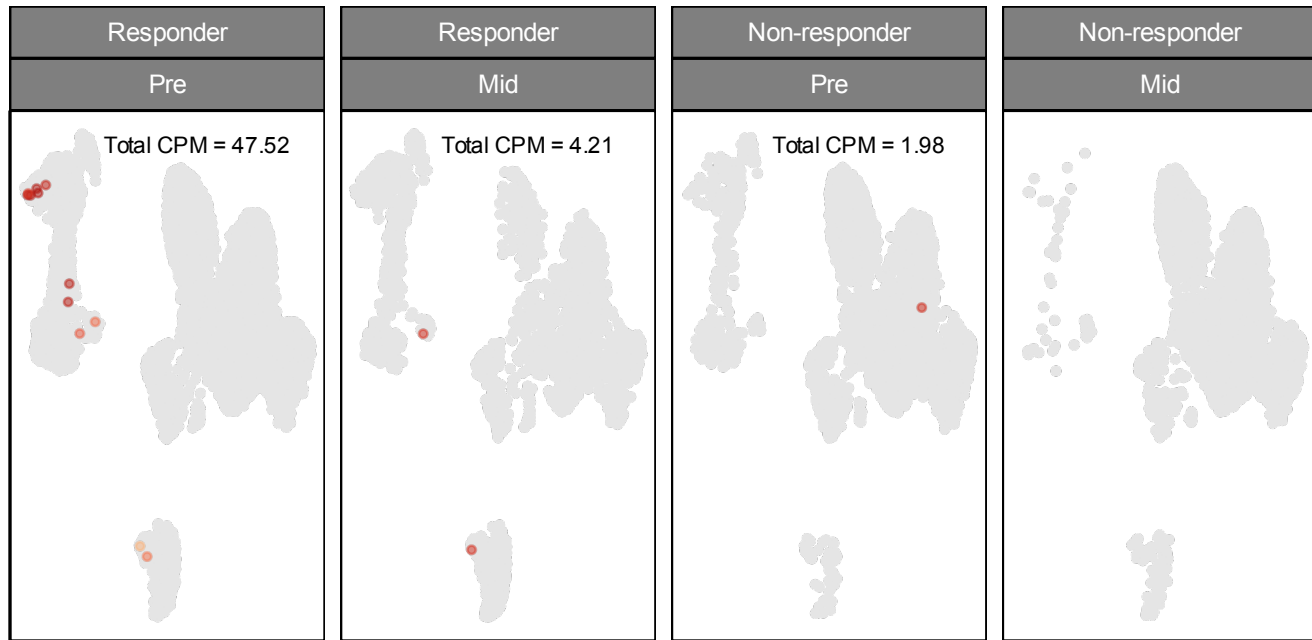 Responder
Pre
Total CPM = 47.52
Responder
Mid
Total CPM = 4.21
Non-responder
Pre
Total CPM = 1.98
Non-responder
Mid